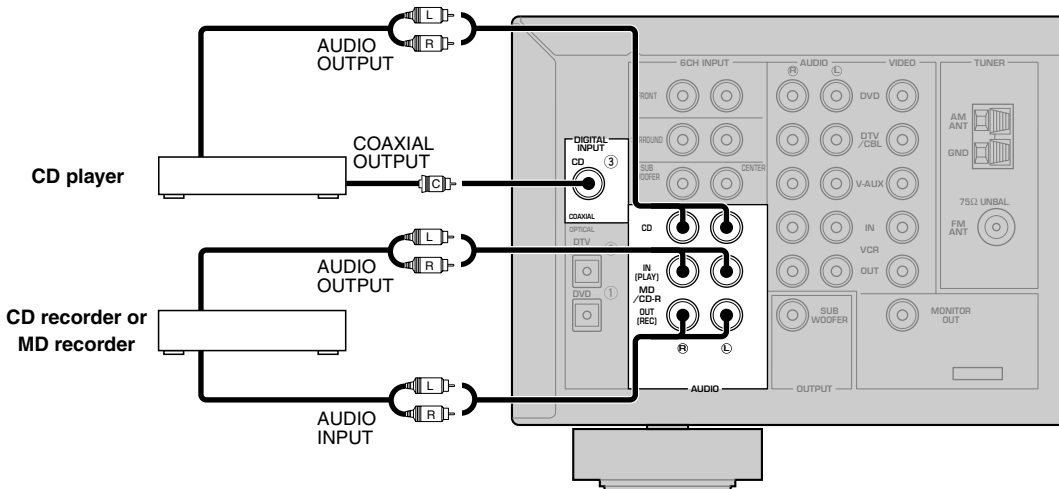 L
R
AUDIO
OUTPUT
COAXIAL
OUTPUT
C
CD player
L
R
AUDIO
OUTPUT
CD recorder or
MD recorder
L
R
AUDIO
INPUT
6CH INPUT
FRONT
SURROUND
SUB
WOOFER
CENTER
DIGITAL
INPUT
CD
③
COAXIAL
OPTICAL
DTV
DVD
①
CD
IN
(PLAY)
MD
/CD-R
OUT
(REC)
R
L
AUDIO
AUDIO
R
L
VIDEO
DVD
DTV
/CBL
V-AUX
IN
VCR
OUT
SUB
WOOFER
OUTPUT
MONITOR
OUT
TUNER
AM
ANT
GND
75Ω UNBAL.
FM
ANT